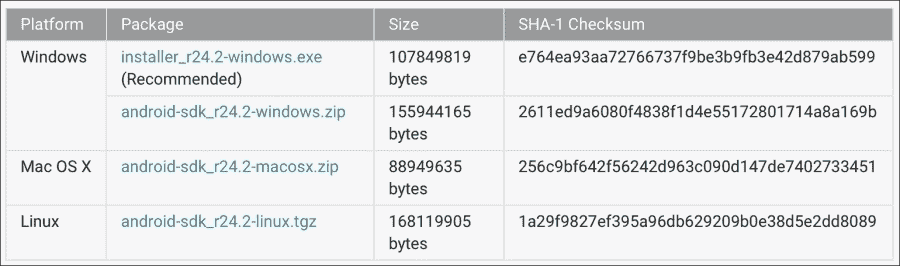 Platform Package Size SHA-1 Checksum
Windows installer_r24.2-windows.exe 107849819 e764ea93aa72766737f9be3b9fb3e42d879ab599
(Recommended) bytes
android-sdk_r24.2-windows.zip 155944165 2611ed9a6080f4838f1d4e55172801714a8a169b
bytes
Mac OS X android-sdk_r24.2-macosx.zip 88949635 256c9bf642f56242d963c090d147de7402733451
bytes
Linux android-sdk_r24.2-linux.tgz 168119905 1a29f9827ef395a96db629209b0e38d5e2dd8089
bytes